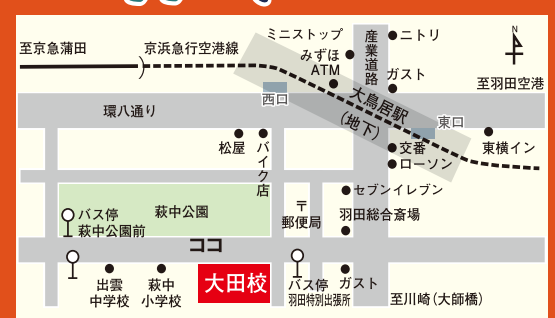 ミニストップ
産業道路
ニトリ
N
至京急蒲田
京浜急行空港線
みずほ
ATM
ガスト
至羽田空港
西口
大鳥居駅
(地下)
東口
環八通り
松屋
バイク店
交番
ローソン
東横イン
セブンイレブン
バス停
萩中公園前
萩中公園
〒
郵便局
羽田総合斎場
ココ
出雲
中学校
萩中
小学校
大田校
バス停
羽田特別出張所
ガスト
至川崎(大師橋)